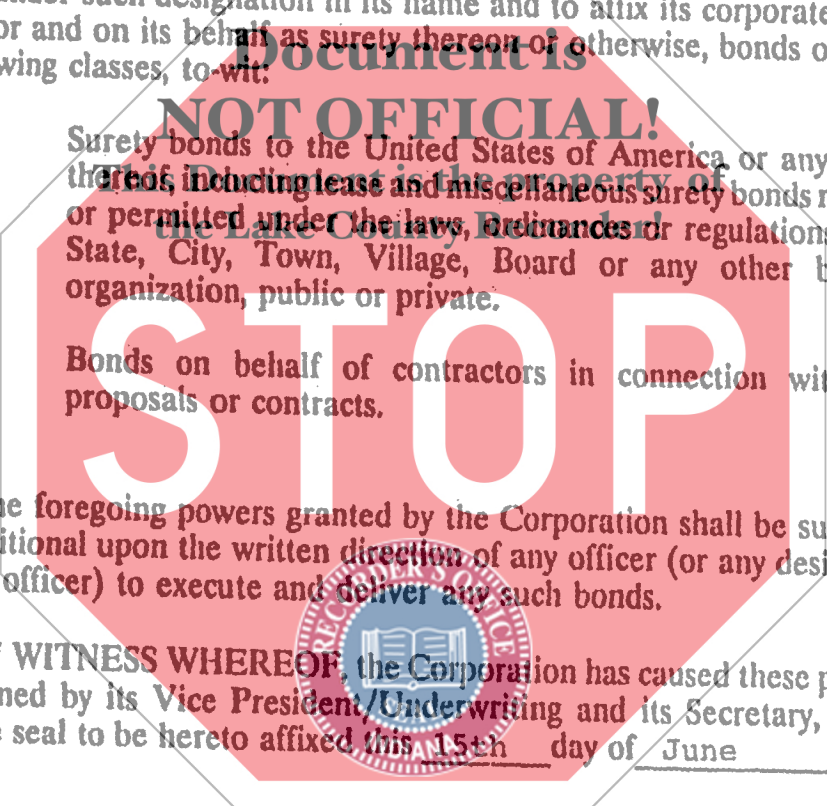 under such designation in its name and to affix its corporate
or and on its behalf as surety thereon or otherwise, bonds o
wing classes, to-wit:
Document is
NOT OFFICIAL!
This Document is the property of
the Lake County Recorder!
Surety bonds to the United States of America or any
thereof, including lease and miscellaneous surety bonds r
or permitted under the laws, ordinances or regulations
State, City, Town, Village, Board or any other b
organization, public or private.
STOP
Bonds on behalf of contractors in connection wit
proposals or contracts.
he foregoing powers granted by the Corporation shall be su
itional upon the written direction of any officer (or any desi
officer) to execute and deliver any such bonds.
RECORDER'S OFFICE
WITNESS WHEREOF, the Corporation has caused these p
ned by its Vice President/Underwriting and its Secretary,
e seal to be hereto affixed this 15th day of June